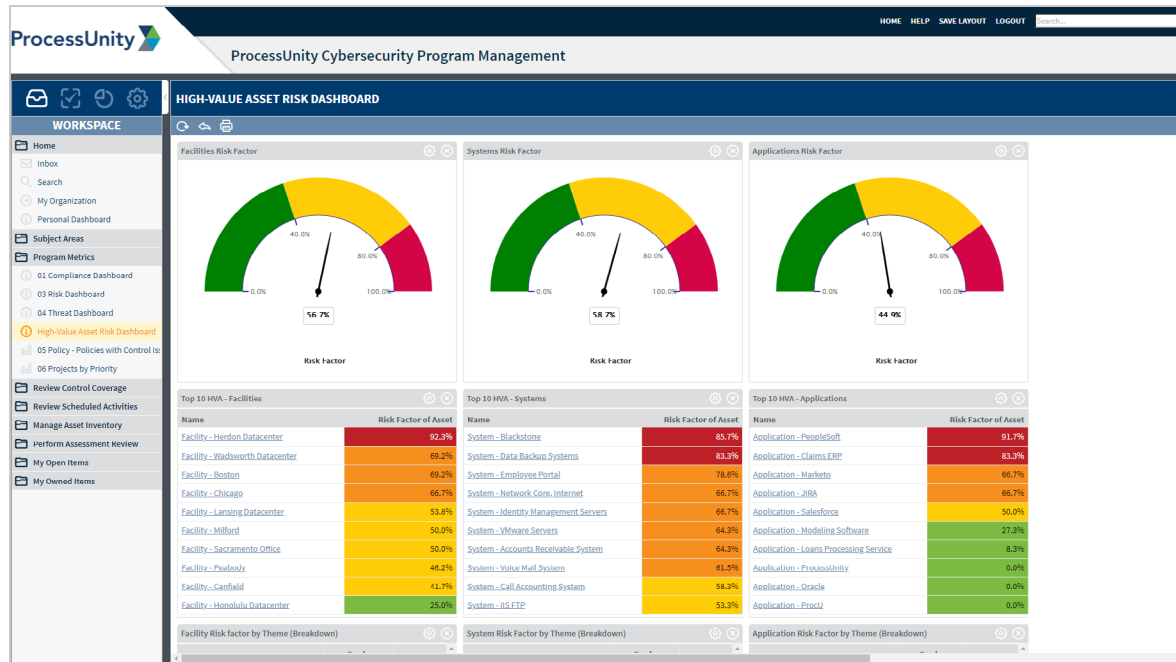 HOME HELP SAVE LAYOUT LOGOUT Search...
ProcessUnity
ProcessUnity Cybersecurity Program Management
WORKSPACE
Home
Inbox
Search
My Organization
Personal Dashboard
Subject Areas
Program Metrics
01 Compliance Dashboard
03 Risk Dashboard
04 Threat Dashboard
High-Value Asset Risk Dashboard
05 Policy - Policies with Control Is
06 Projects by Priority
Review Control Coverage
Review Scheduled Activities
Manage Asset Inventory
Perform Assessment Review
My Open Items
My Owned Items
HIGH-VALUE ASSET RISK DASHBOARD
Facilities Risk Factor
40.0%
80.0%
0.0% 100.0%
56.7%
Risk Factor
Systems Risk Factor
40.0%
80.0%
0.0% 100.0%
58.7%
Risk Factor
Applications Risk Factor
40.0%
80.0%
0.0% 100.0%
44.9%
Risk Factor
Top 10 HVA - Facilities
Name Risk Factor of Asset
Facility - Herdon Datacenter 92.3%
Facility - Wadsworth Datacenter 69.2%
Facility - Boston 69.2%
Facility - Chicago 66.7%
Facility - Lansing Datacenter 53.8%
Facility - Milford 50.0%
Facility - Sacramento Office 50.0%
Facility - Peabody 46.2%
Facility - Canfield 41.7%
Facility - Honolulu Datacenter 25.0%
Top 10 HVA - Systems
Name Risk Factor of Asset
System - Blackstone 85.7%
System - Data Backup Systems 83.3%
System - Employee Portal 78.6%
System - Network Core, Internet 66.7%
System - Identity Management Servers 66.7%
System - VMware Servers 64.3%
System - Accounts Receivable System 64.3%
System - Voice Mail System 61.5%
System - Call Accounting System 58.3%
System - IIS FTP 53.3%
Top 10 HVA - Applications
Name Risk Factor of Asset
Application - PeopleSoft 91.7%
Application - Claims ERP 83.3%
Application - Marketo 66.7%
Application - JIRA 66.7%
Application - Salesforce 50.0%
Application - Modeling Software 27.3%
Application - Loans Processing Service 8.3%
Application - ProcessUnity 0.0%
Application - Oracle 0.0%
Application - ProcU 0.0%
Facility Risk factor by Theme (Breakdown)
System Risk Factor by Theme (Breakdown)
Application Risk Factor by Theme (Breakdown)